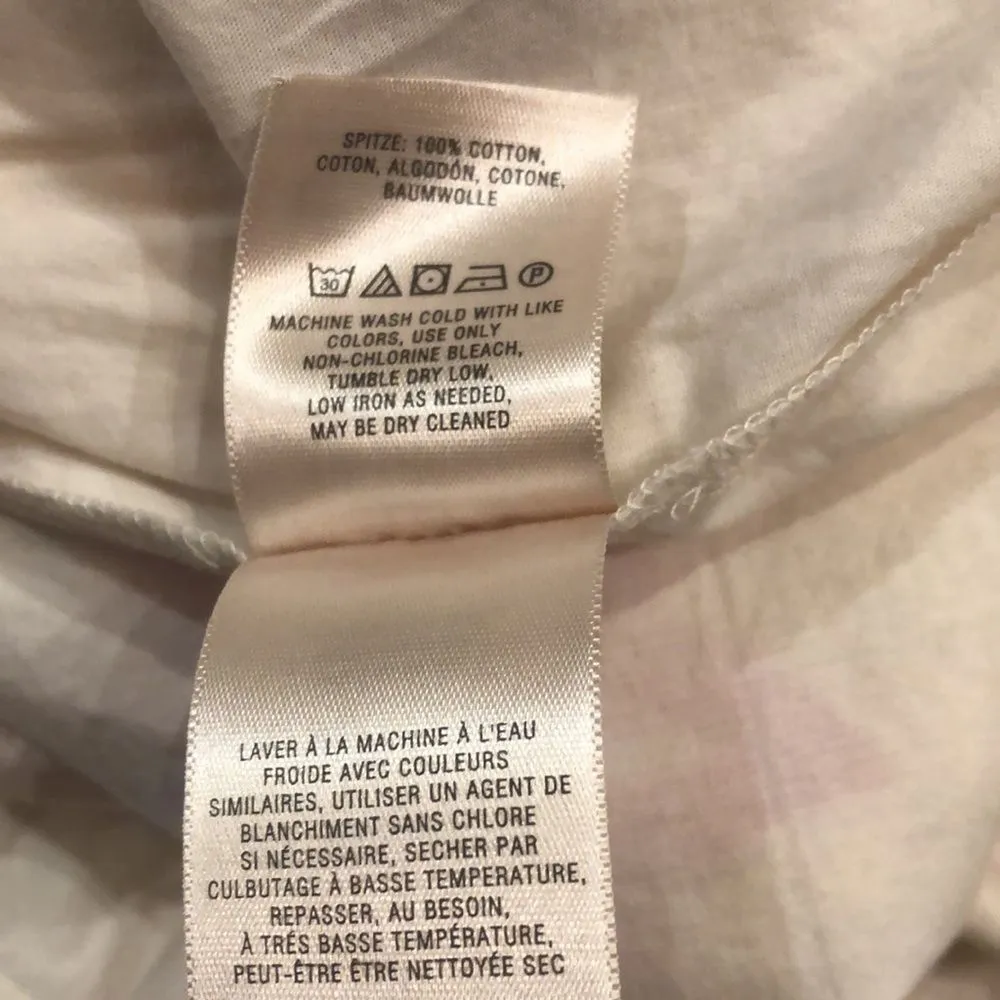 SPITZE: 100% COTTON,
COTON, ALGODÓN, COTONE,
BAUMWOLLE
30 P
MACHINE WASH COLD WITH LIKE
COLORS, USE ONLY
NON-CHLORINE BLEACH,
TUMBLE DRY LOW,
LOW IRON AS NEEDED,
MAY BE DRY CLEANED
LAVER À LA MACHINE À L'EAU
FROIDE AVEC COULEURS
SIMILAIRES, UTILISER UN AGENT DE
BLANCHIMENT SANS CHLORE
SI NÉCESSAIRE, SECHER PAR
CULBUTAGE À BASSE TEMPERATURE,
REPASSER, AU BESOIN,
À TRÉS BASSE TEMPÉRATURE,
PEUT-ÊTRE ÊTRE NETTOYÉE SEC